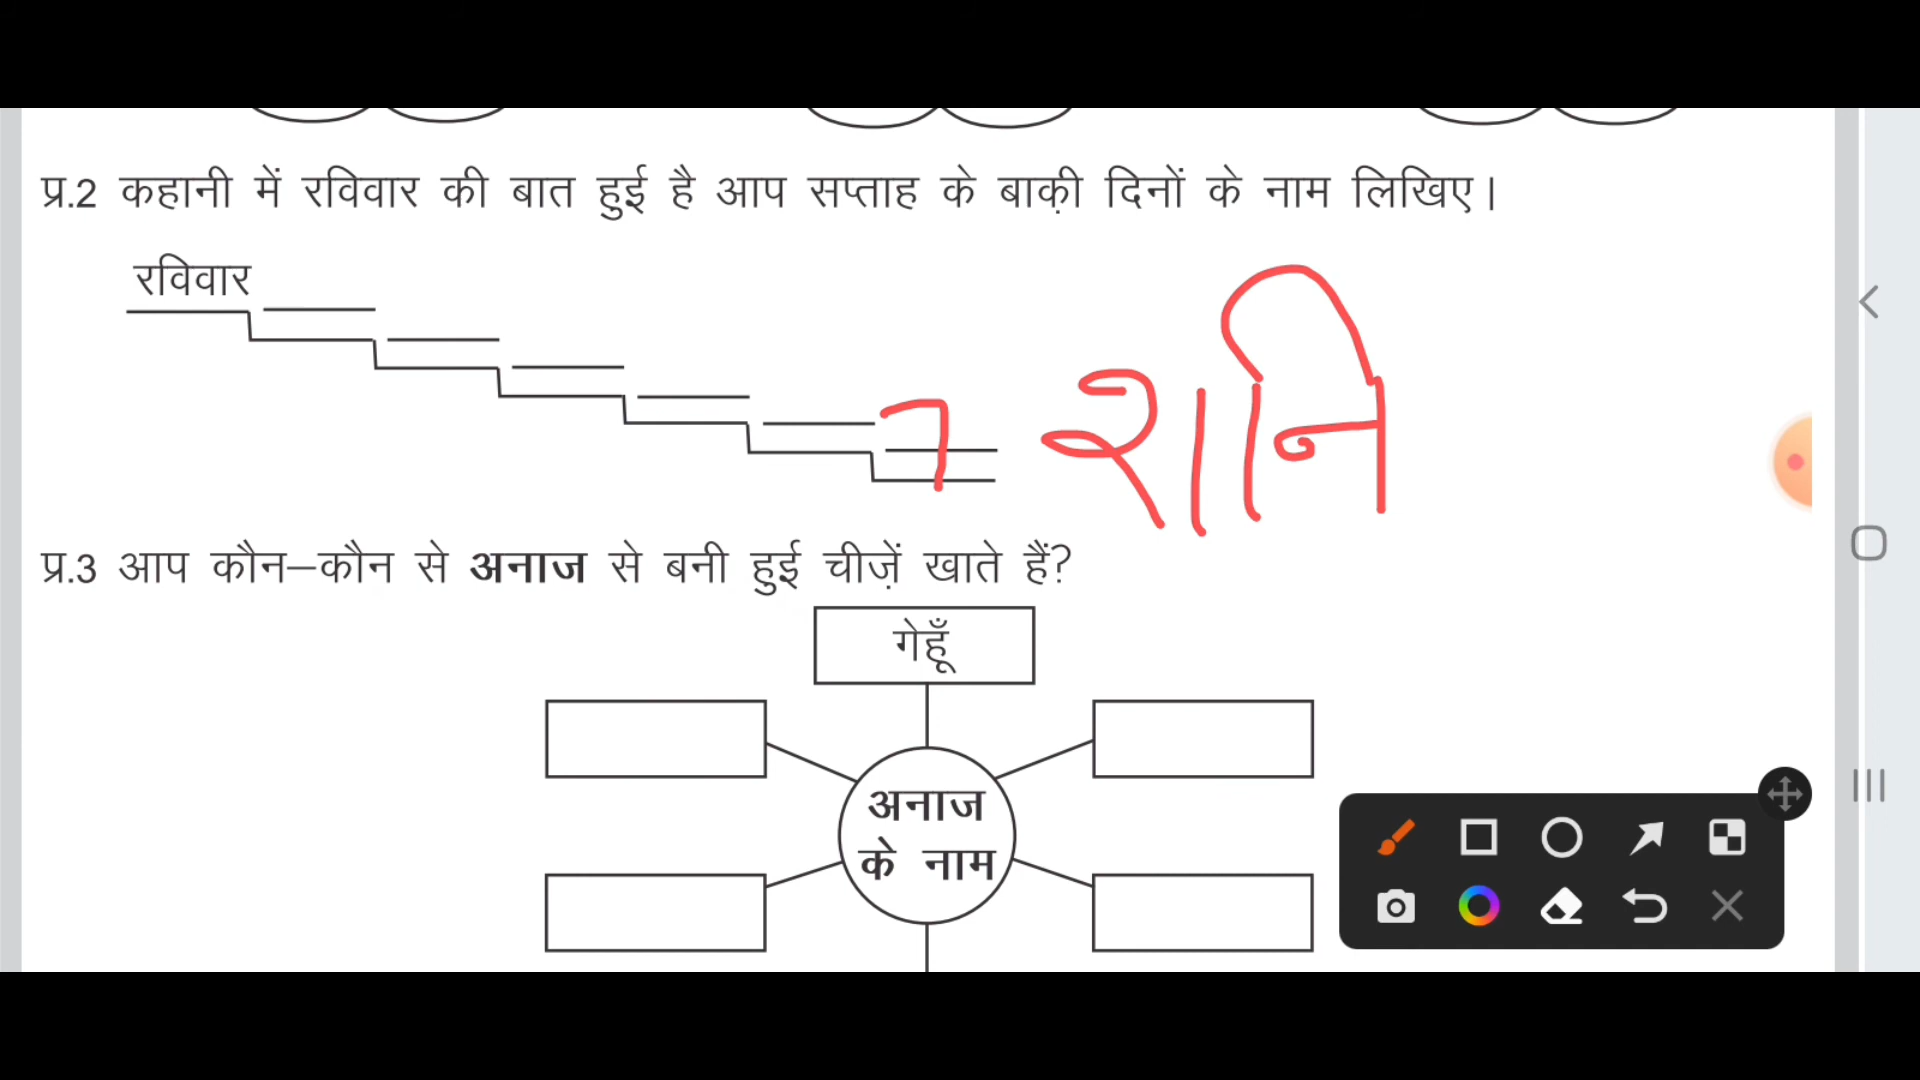 प्र.2 कहानी में रविवार की बात हुई है आप सप्ताह के बाक़ी दिनों के नाम लिखिए।
रविवार
7 शनि
प्र.3 आप कौन–कौन से अनाज से बनी हुई चीज़ें खाते हैं?
गेहूँ
अनाज
के नाम